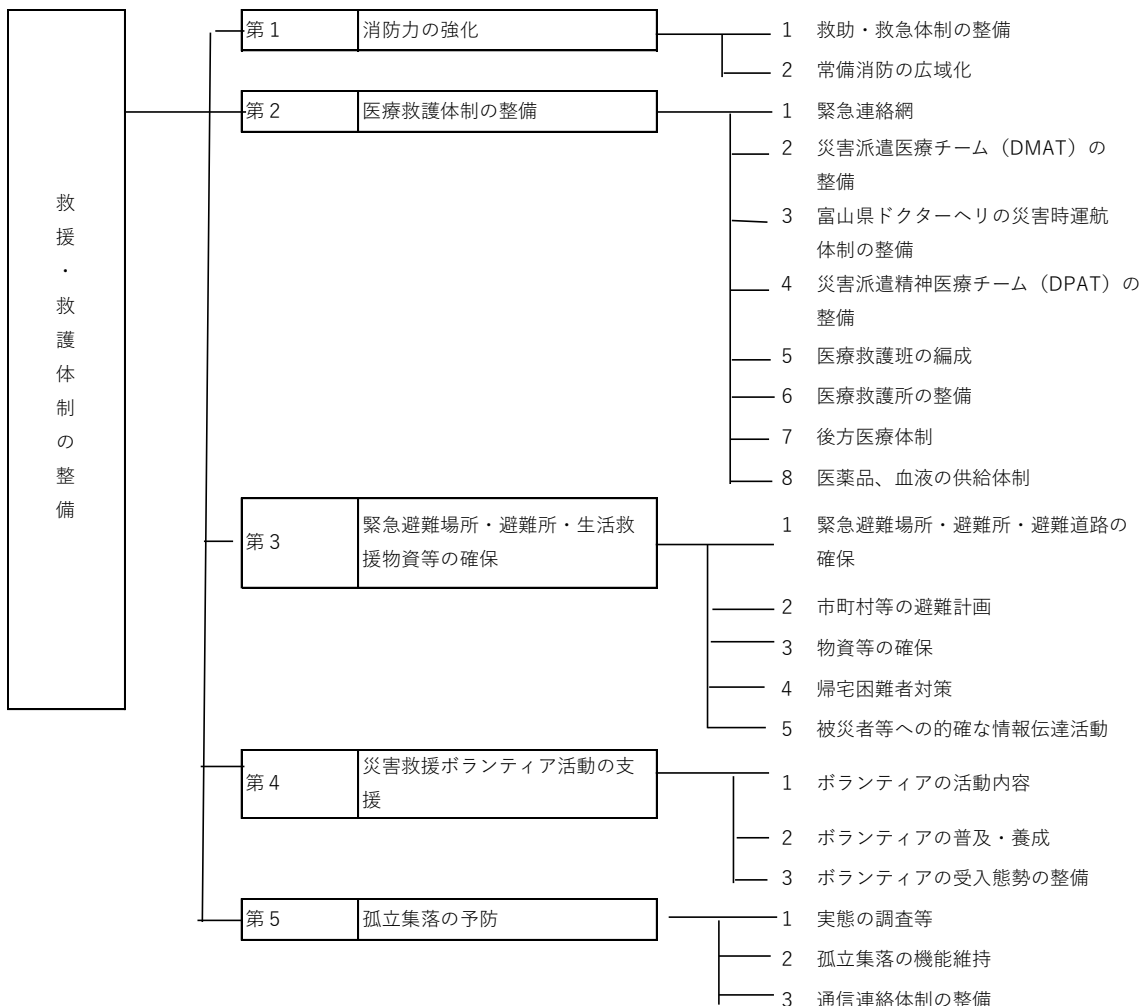 救援・救護体制の整備
第１ 消防力の強化
1 救助・救急体制の整備
2 常備消防の広域化
第２ 医療救護体制の整備
1 緊急連絡網
2 災害派遣医療チーム（DMAT）の
整備
3 富山県ドクターヘリの災害時運航
体制の整備
4 災害派遣精神医療チーム（DPAT）の
整備
5 医療救護班の編成
6 医療救護所の整備
7 後方医療体制
8 医薬品、血液の供給体制
第３ 緊急避難場所・避難所・生活救
援物資等の確保
1 緊急避難場所・避難所・避難道路の
確保
2 市町村等の避難計画
3 物資等の確保
4 帰宅困難者対策
5 被災者等への的確な情報伝達活動
第４ 災害救援ボランティア活動の支
援
1 ボランティアの活動内容
2 ボランティアの普及・養成
3 ボランティアの受入態勢の整備
第５ 孤立集落の予防
1 実態の調査等
2 孤立集落の機能維持
3 通信連絡体制の整備